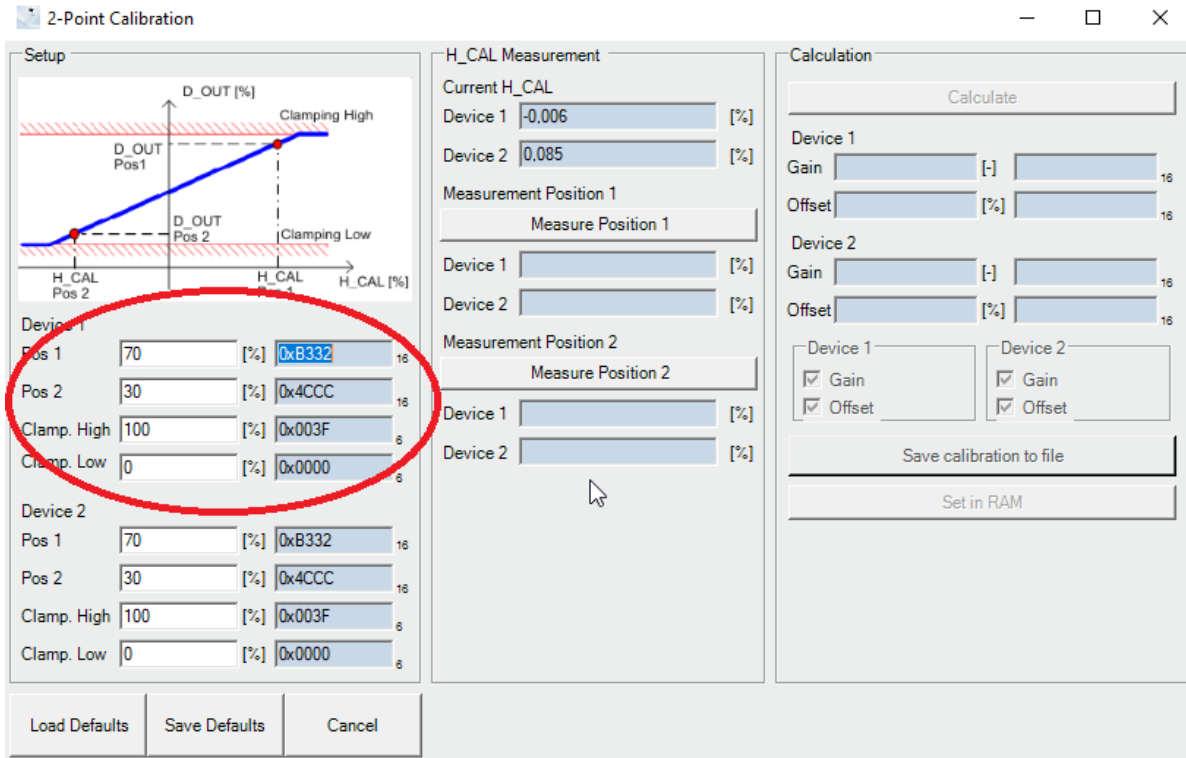 2-Point Calibration
Setup
D_OUT [%]
Clamping High
D_OUT
Pos1
D_OUT
Pos 2
Clamping Low
H_CAL
Pos 2
H_CAL
Pos 1
H_CAL [%]
Device 1
Pos 1 70 [%] 0xB332 16
Pos 2 30 [%] 0x4CCC 16
Clamp. High 100 [%] 0x003F 6
Clamp. Low 0 [%] 0x0000 6
Device 2
Pos 1 70 [%] 0xB332 16
Pos 2 30 [%] 0x4CCC 16
Clamp. High 100 [%] 0x003F 6
Clamp. Low 0 [%] 0x0000 6
Load Defaults Save Defaults Cancel
H_CAL Measurement
Current H_CAL
Device 1 -0,006 [%]
Device 2 0,085 [%]
Measurement Position 1
Measure Position 1
Device 1 [%]
Device 2 [%]
Measurement Position 2
Measure Position 2
Device 1 [%]
Device 2 [%]
Calculation
Calculate
Device 1
Gain [-] 16
Offset [%] 16
Device 2
Gain [-] 16
Offset [%] 16
Device 1 Device 2
Gain Gain
Offset Offset
Save calibration to file
Set in RAM